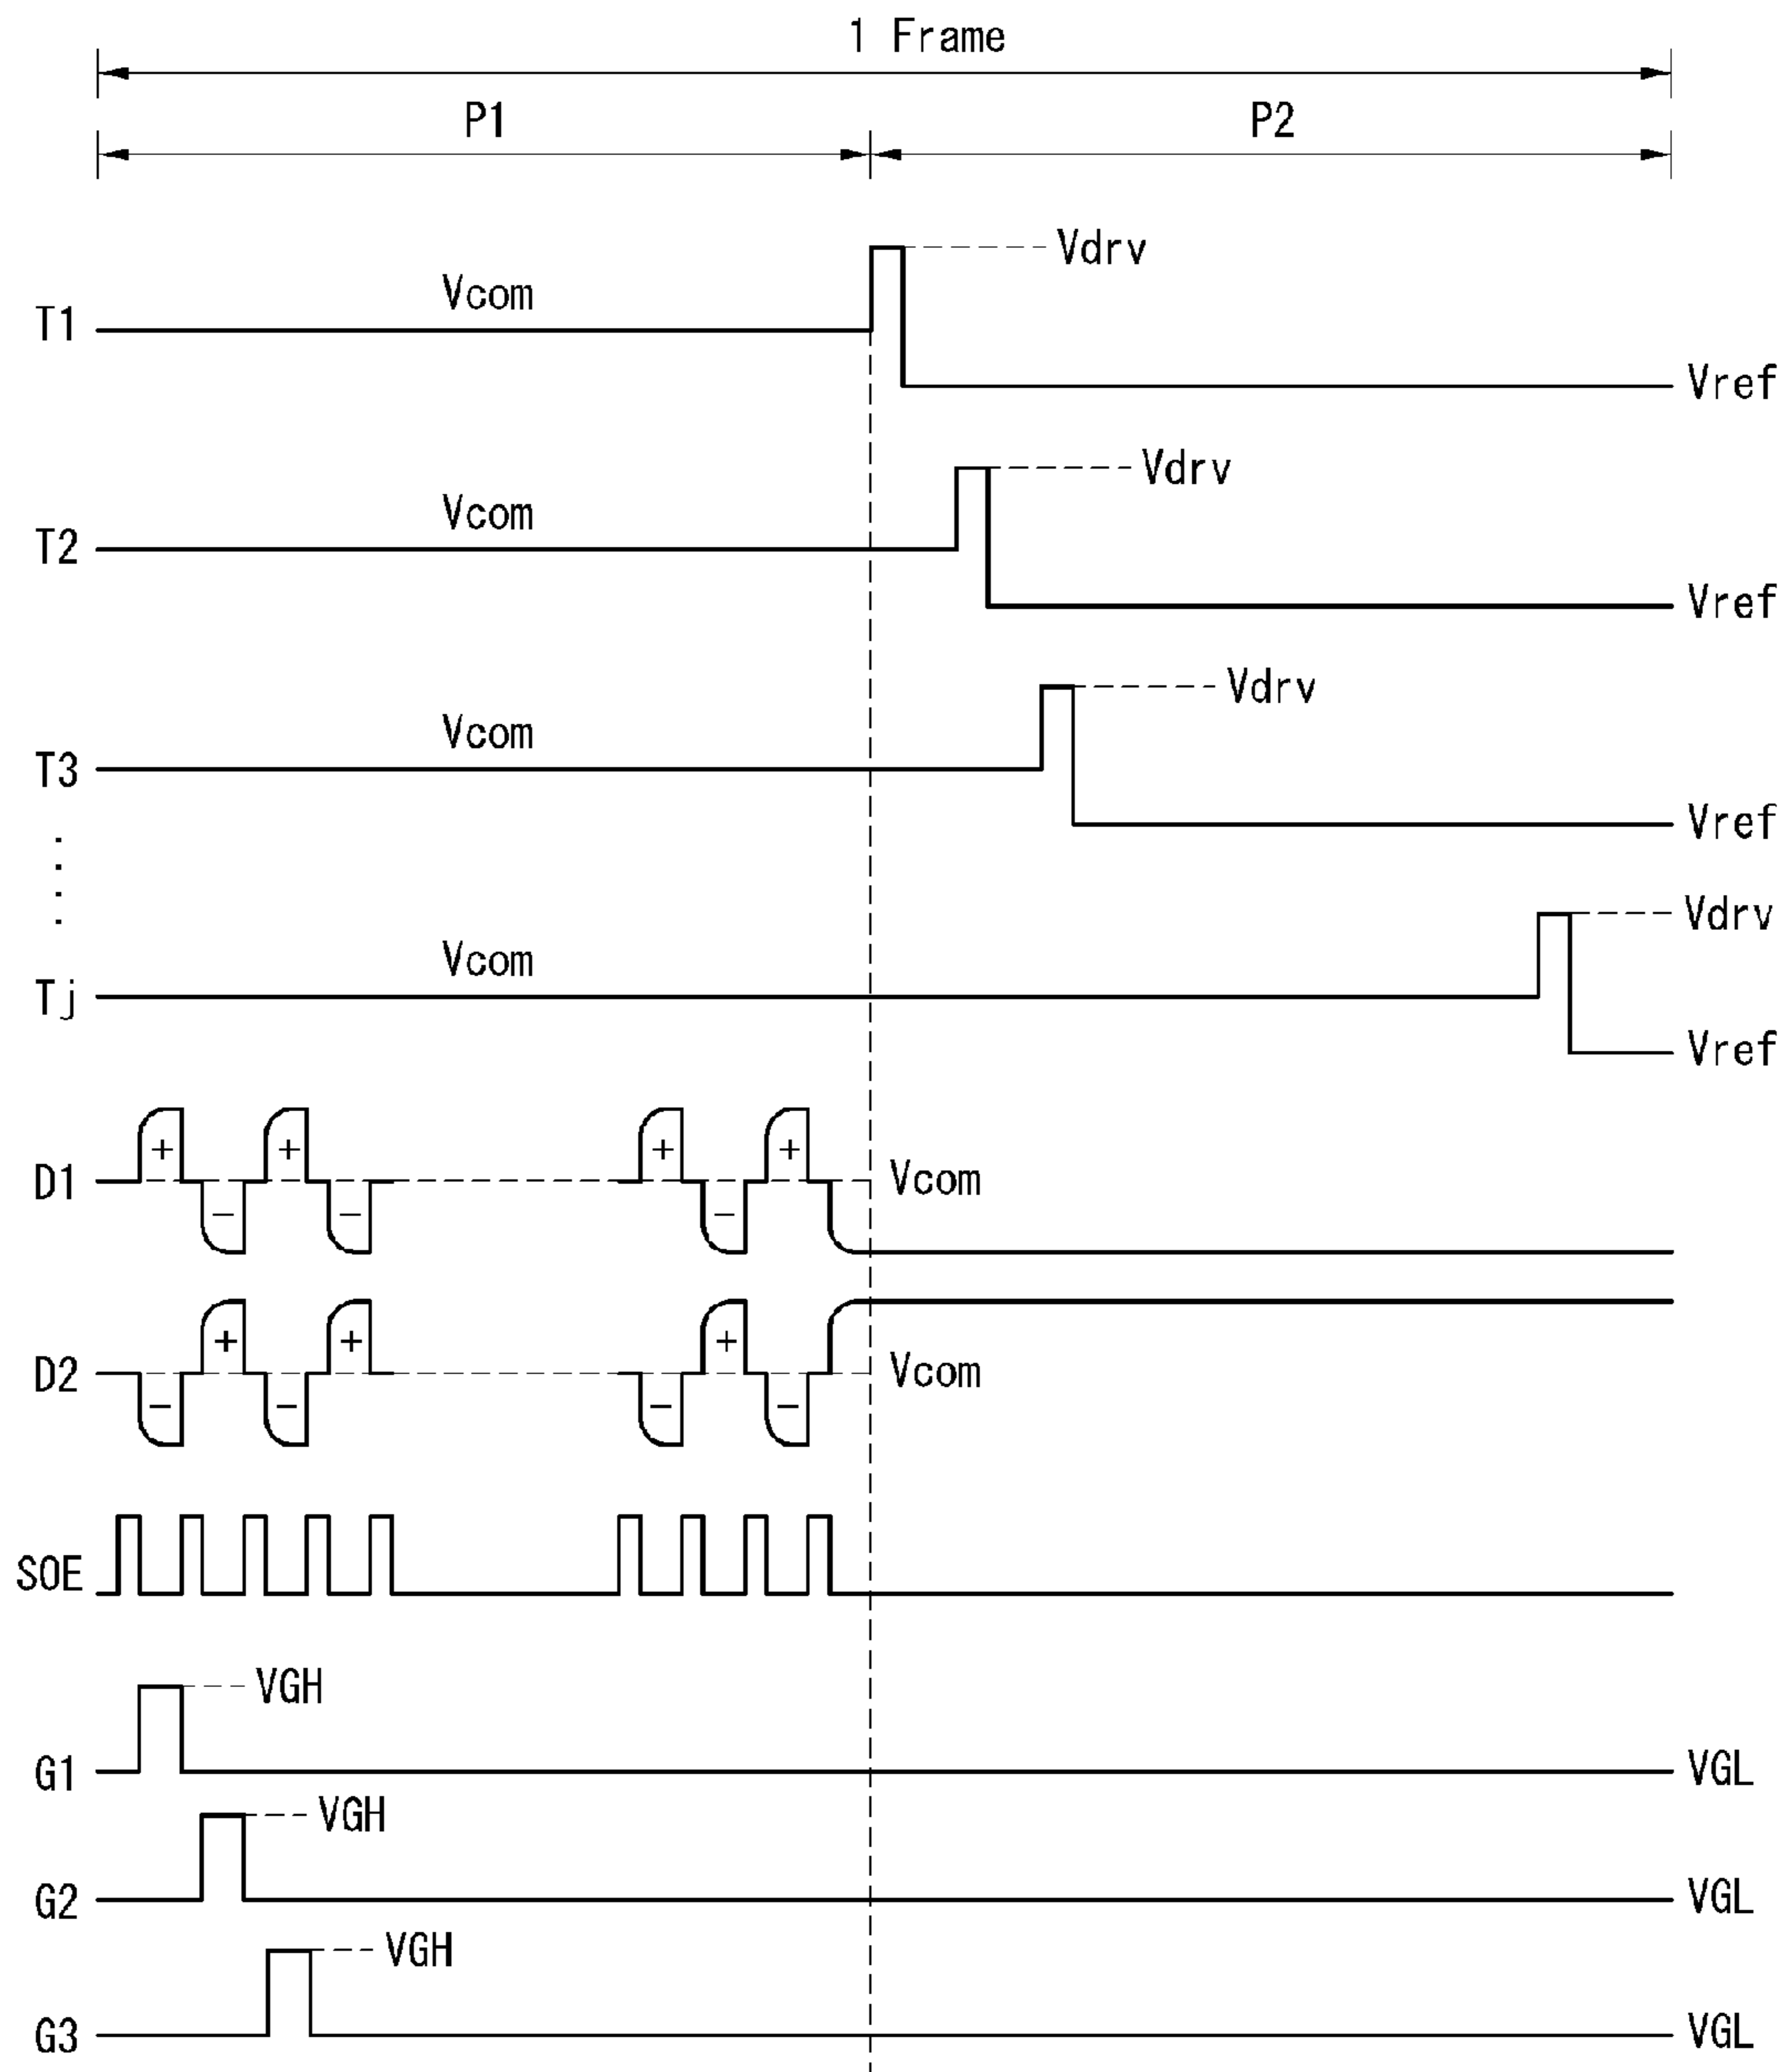 1 Frame
P1 P2
Vdrv
Vcom
T1
Vref
Vdrv
Vcom
T2
Vref
Vdrv
Vcom
T3
Vref
Vdrv
Vcom
Tj
Vref
+ + + +
D1 Vcom
- - -
+ + +
D2 Vcom
- - - -
SOE
VGH
G1 VGL
VGH
G2 VGL
VGH
G3 VGL